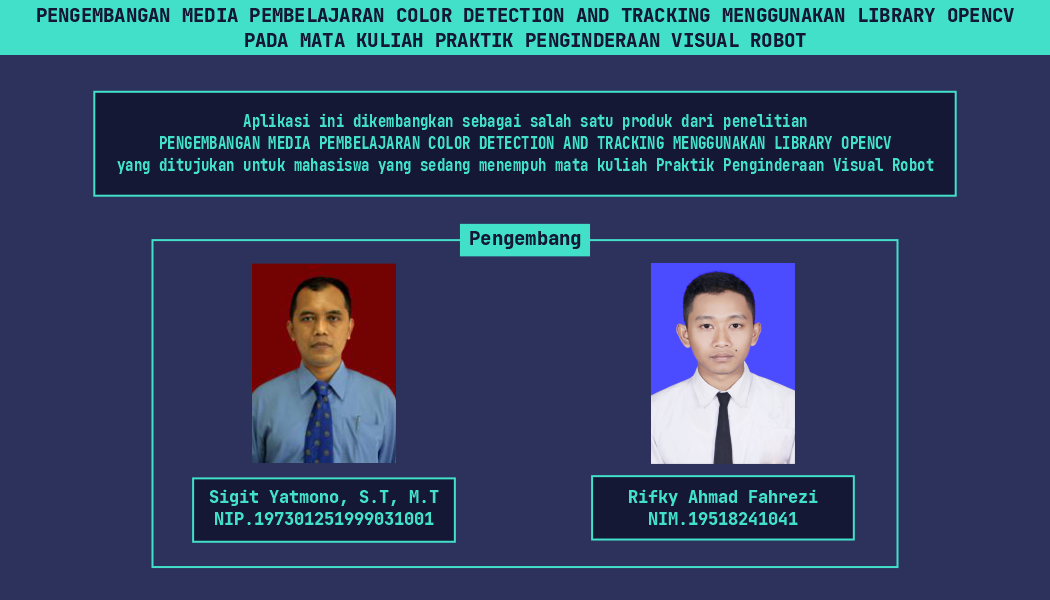 PENGEMBANGAN MEDIA PEMBELAJARAN COLOR DETECTION AND TRACKING MENGGUNAKAN LIBRARY OPENCV
PADA MATA KULIAH PRAKTIK PENGINDERAAN VISUAL ROBOT
Aplikasi ini dikembangkan sebagai salah satu produk dari penelitian
PENGEMBANGAN MEDIA PEMBELAJARAN COLOR DETECTION AND TRACKING MENGGUNAKAN LIBRARY OPENCV
yang ditujukan untuk mahasiswa yang sedang menempuh mata kuliah Praktik Penginderaan Visual Robot
Pengembang
Sigit Yatmono, S.T, M.T
NIP.197301251999031001
Rifky Ahmad Fahrezi
NIM.19518241041